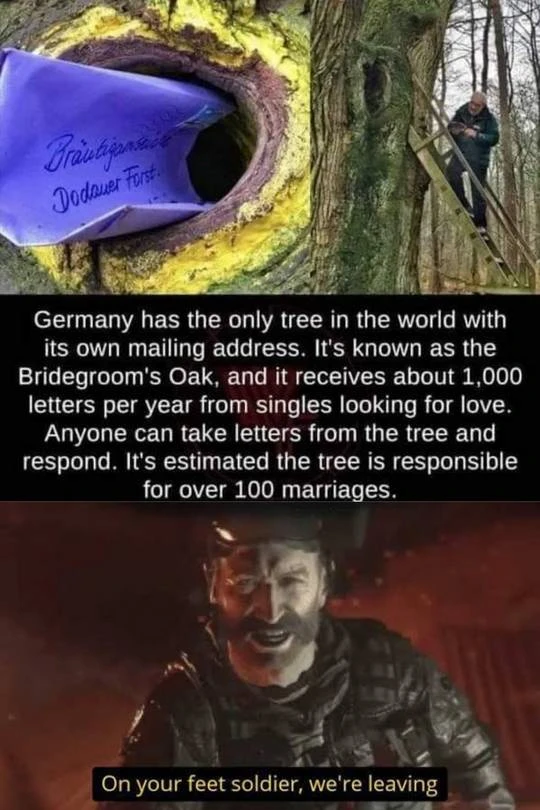 Bräutigamseiche
Dodauer Forst.
Germany has the only tree in the world with
its own mailing address. It's known as the
Bridegroom's Oak, and it receives about 1,000
letters per year from singles looking for love.
Anyone can take letters from the tree and
respond. It's estimated the tree is responsible
for over 100 marriages.
On your feet soldier, we're leaving